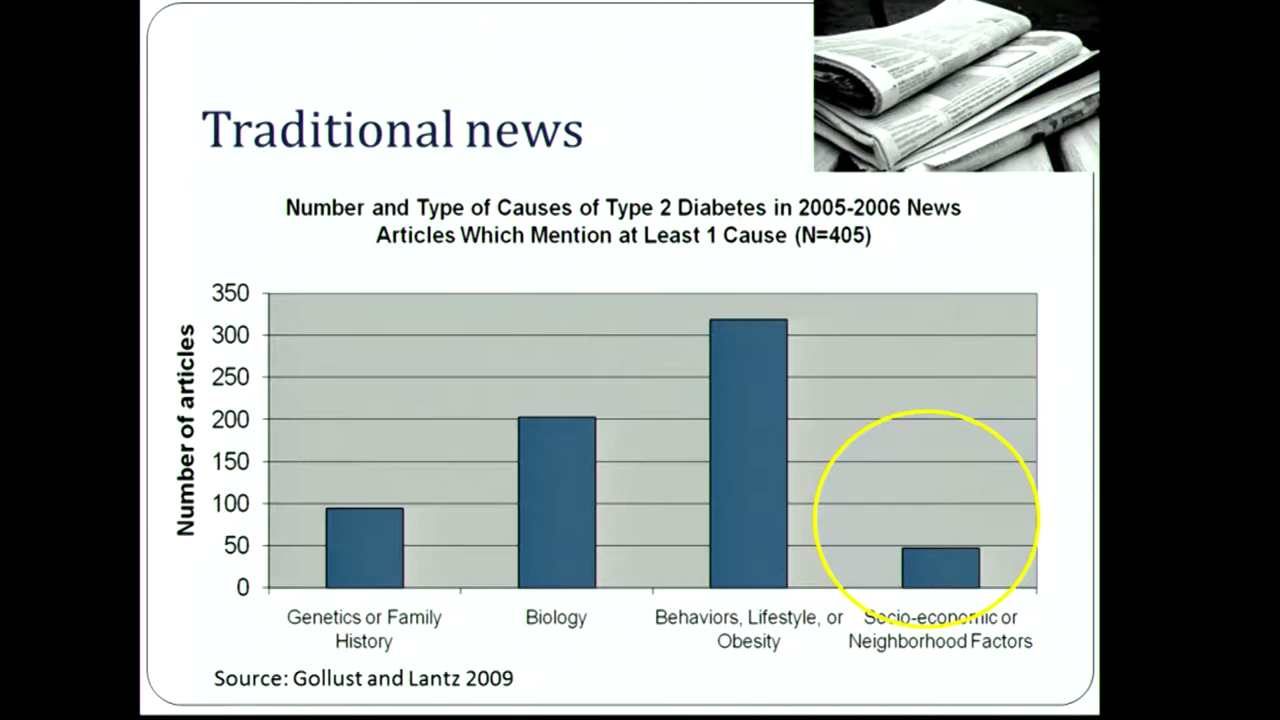 Traditional news
Number and Type of Causes of Type 2 Diabetes in 2005-2006 News
Articles Which Mention at Least 1 Cause (N=405)
Number of articles
350
300
250
200
150
100
50
0
Genetics or Family
History
Biology
Behaviors, Lifestyle, or
Obesity
Socio-economic or
Neighborhood Factors
Source: Gollust and Lantz 2009